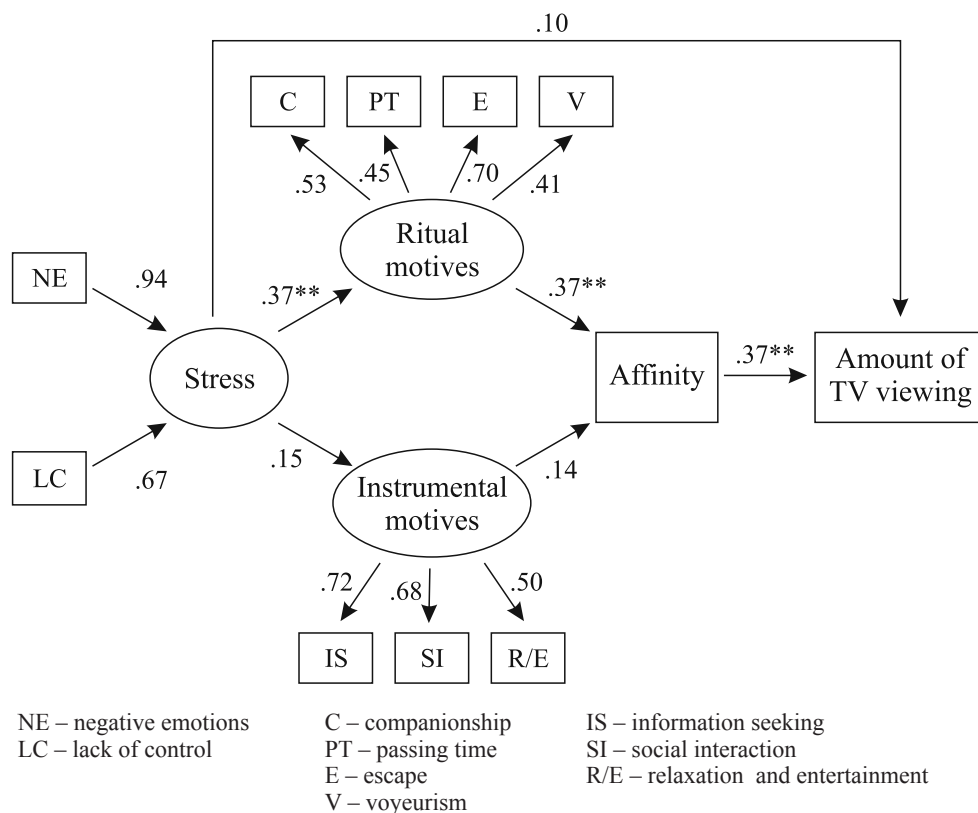 .10
C
PT
E
V
.53
.45
.70
.41
Ritual
motives
NE
.94
.37**
.37**
Stress
Affinity
.37**
Amount of
TV viewing
LC
.67
.15
.14
Instrumental
motives
.72
.68
.50
IS
SI
R/E
NE – negative emotions
LC – lack of control
C – companionship
PT – passing time
E – escape
V – voyeurism
IS – information seeking
SI – social interaction
R/E – relaxation and entertainment